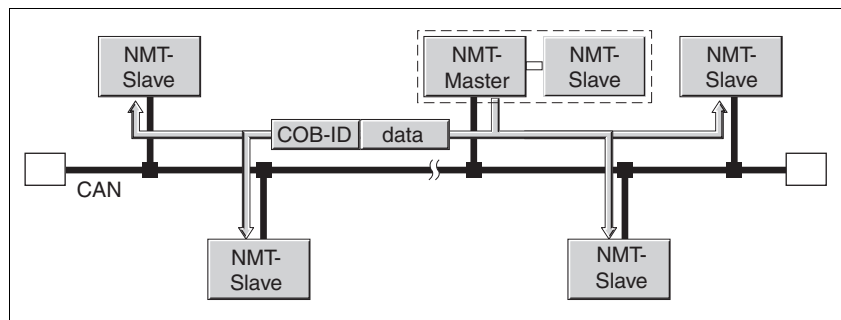 NMT-
Slave
NMT-
Master
NMT-
Slave
NMT-
Slave
COB-ID
data
CAN
NMT-
Slave
NMT-
Slave